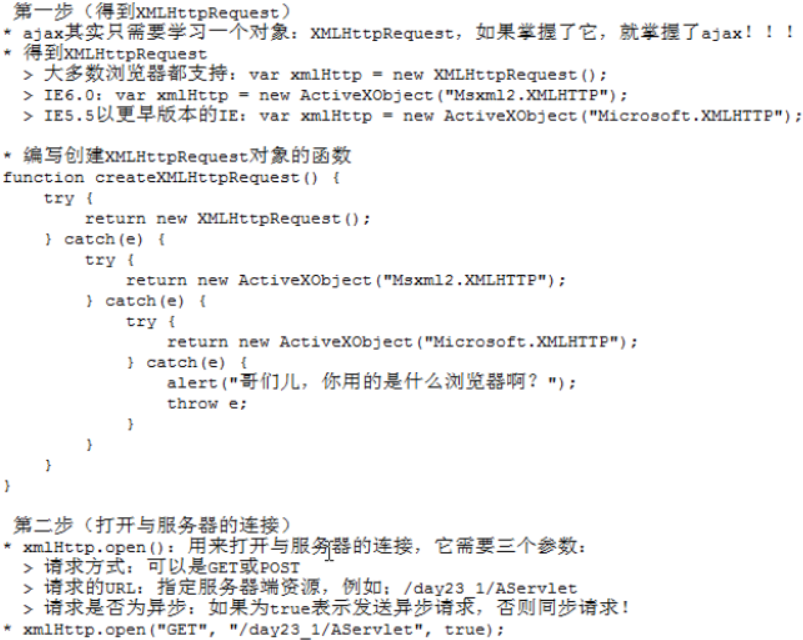 第一步（得到XMLHttpRequest）
* ajax其实只需要学习一个对象：XMLHttpRequest，如果掌握了它，就掌握了ajax！！！
* 得到XMLHttpRequest
  > 大多数浏览器都支持：var xmlHttp = new XMLHttpRequest();
  > IE6.0：var xmlHttp = new ActiveXObject("Msxml2.XMLHTTP");
  > IE5.5以更早版本的IE：var xmlHttp = new ActiveXObject("Microsoft.XMLHTTP");
* 编写创建XMLHttpRequest对象的函数
function createXMLHttpRequest() {
    try {
        return new XMLHttpRequest();
    } catch(e) {
        try {
            return new ActiveXObject("Msxml2.XMLHTTP");
        } catch(e) {
            try {
                return new ActiveXObject("Microsoft.XMLHTTP");
            } catch(e) {
                alert("哥们儿，你用的是什么浏览器啊？");
                throw e;
            }
        }
    }
}
第二步（打开与服务器的连接）
* xmlHttp.open()：用来打开与服务器的连接，它需要三个参数：
  > 请求方式：可以是GET或POST
  > 请求的URL：指定服务器端资源，例如；/day23_1/AServlet
  > 请求是否为异步：如果为true表示发送异步请求，否则同步请求！
* xmlHttp.open("GET", "/day23_1/AServlet", true);